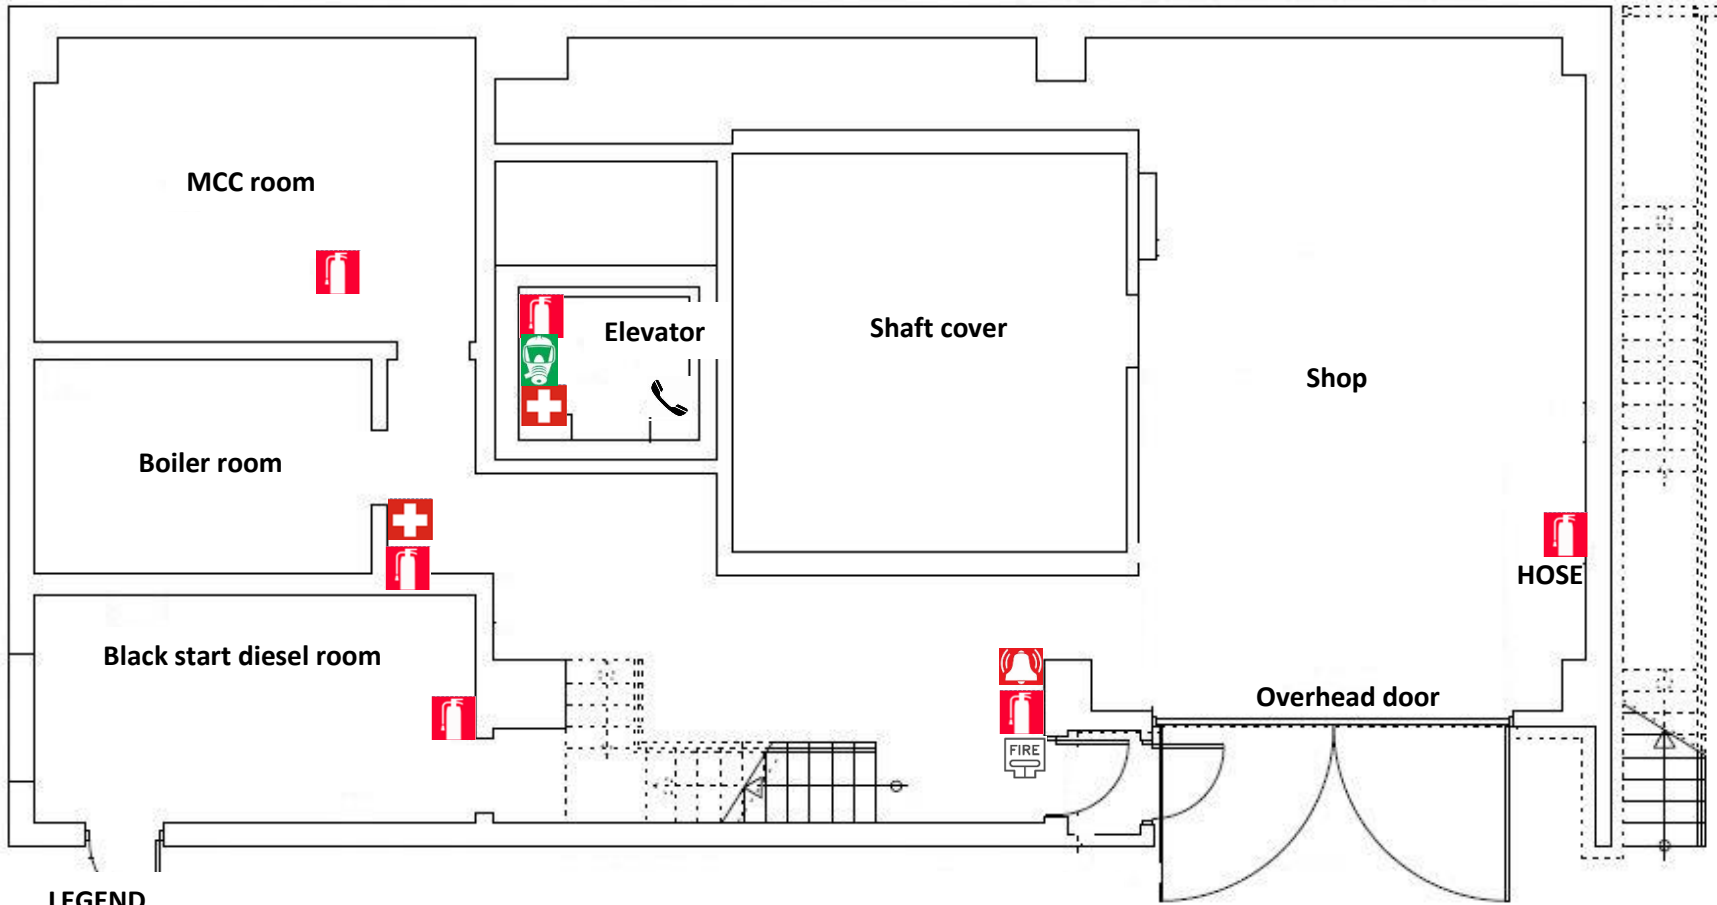 MCC room
Elevator
Shaft cover
Shop
Boiler room
HOSE
Black start diesel room
Overhead door
FIRE
LEGEND